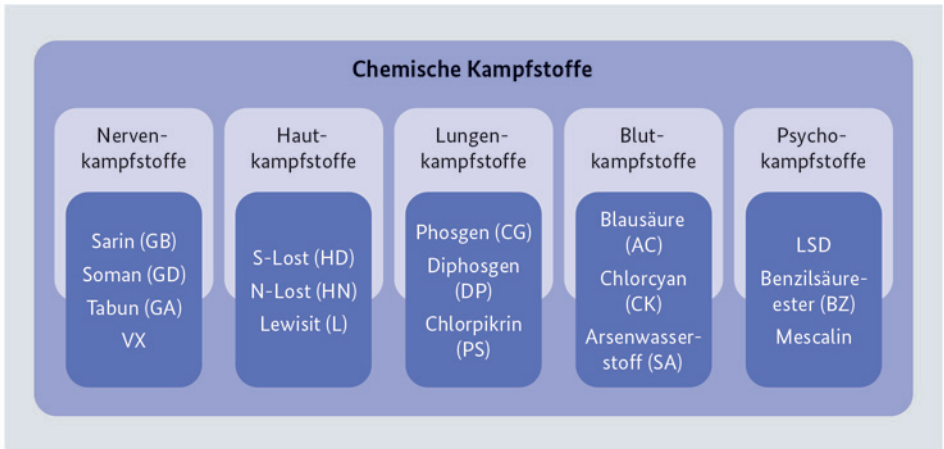 Chemische Kampfstoffe
Nerven-
kampfstoffe
Sarin (GB)
Soman (GD)
Tabun (GA)
VX
Haut-
kampfstoffe
S-Lost (HD)
N-Lost (HN)
Lewisit (L)
Lungen-
kampfstoffe
Phosgen (CG)
Diphosgen
(DP)
Chlorpikrin
(PS)
Blut-
kampfstoffe
Blausäure
(AC)
Chlorcyan
(CK)
Arsenwasser-
stoff (SA)
Psycho-
kampfstoffe
LSD
Benzilsäure-
ester (BZ)
Mescalin